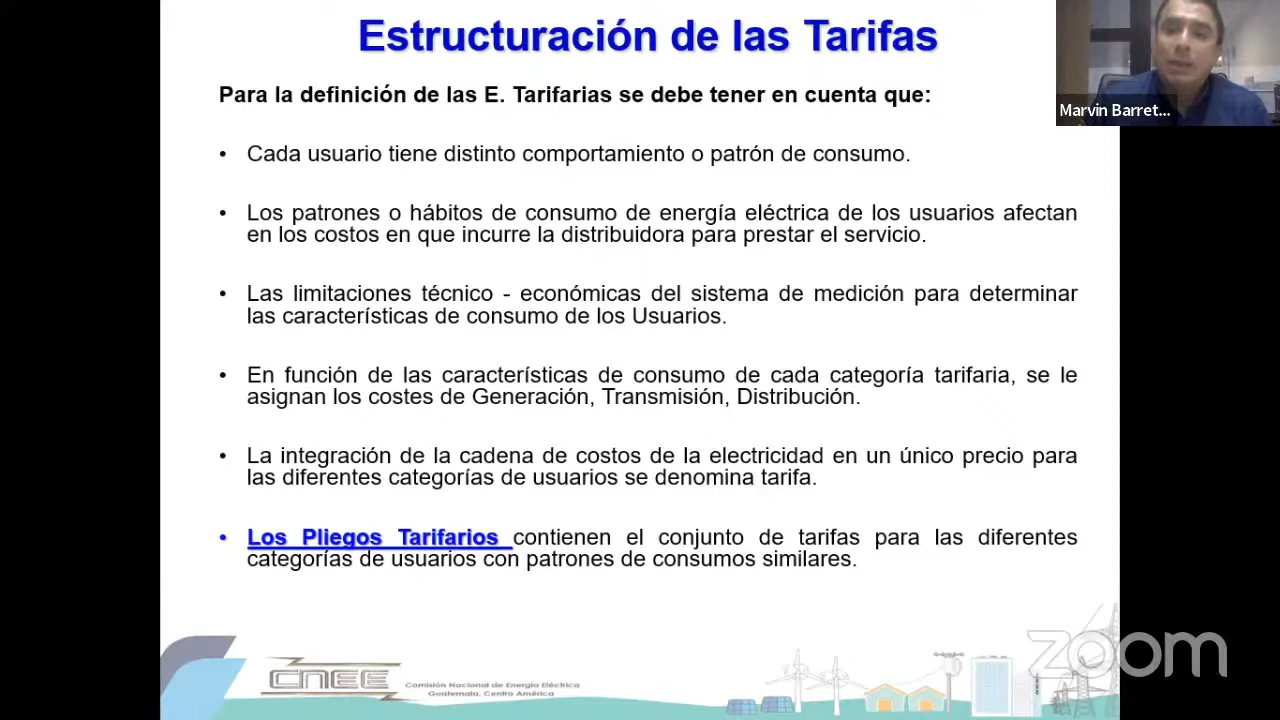 Estructuración de las Tarifas
Marvin Barret...
Para la definición de las E. Tarifarias se debe tener en cuenta que:
• Cada usuario tiene distinto comportamiento o patrón de consumo.
• Los patrones o hábitos de consumo de energía eléctrica de los usuarios afectan
en los costos en que incurre la distribuidora para prestar el servicio.
• Las limitaciones técnico - económicas del sistema de medición para determinar
las características de consumo de los Usuarios.
• En función de las características de consumo de cada categoría tarifaria, se le
asignan los costes de Generación, Transmisión, Distribución.
• La integración de la cadena de costos de la electricidad en un único precio para
las diferentes categorías de usuarios se denomina tarifa.
• Los Pliegos Tarifarios contienen el conjunto de tarifas para las diferentes
categorías de usuarios con patrones de consumos similares.
CNEE
Comisión Nacional de Energía Eléctrica
Guatemala, Centro América
zoom